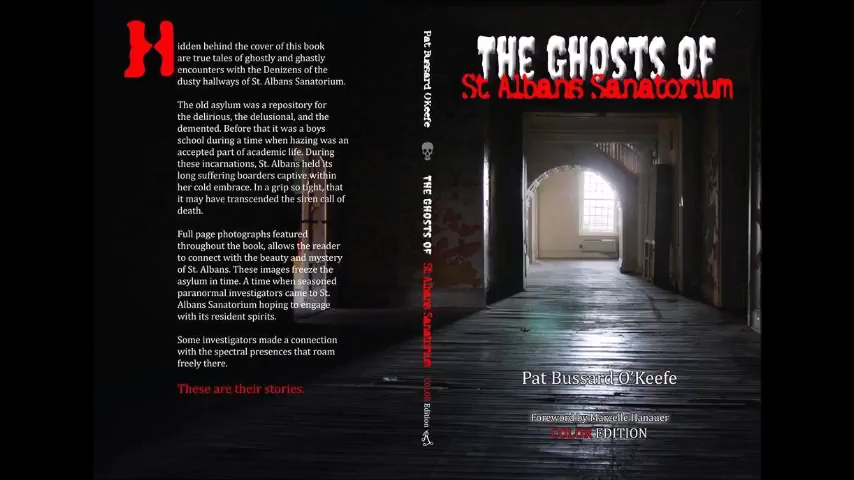 Hidden behind the cover of this book
are true tales of ghostly and ghastly
encounters with the Denizens of the
dusty hallways of St. Albans Sanatorium.
The old asylum was a repository for
the delirious, the delusional, and the
demented. Before that it was a boys
school during a time when hazing was an
accepted part of academic life. During
these incarnations, St. Albans held its
long suffering boarders captive within
her cold embrace. In a grip so tight, that
it may have transcended the siren call of
death.
Full page photographs featured
throughout the book, allows the reader
to connect with the beauty and mystery
of St. Albans. These images freeze the
asylum in time. A time when seasoned
paranormal investigators came to St.
Albans Sanatorium hoping to engage
with its resident spirits.
Some investigators made a connection
with the spectral presences that roam
freely there.
These are their stories.
Pat Bussard O'Keefe
THE GHOSTS OF
St Albans Sanatorium
COLOR Edition
THE GHOSTS OF
St Albans Sanatorium
Pat Bussard O'Keefe
Foreword by Marcelle Hanauer
COLOR EDITION